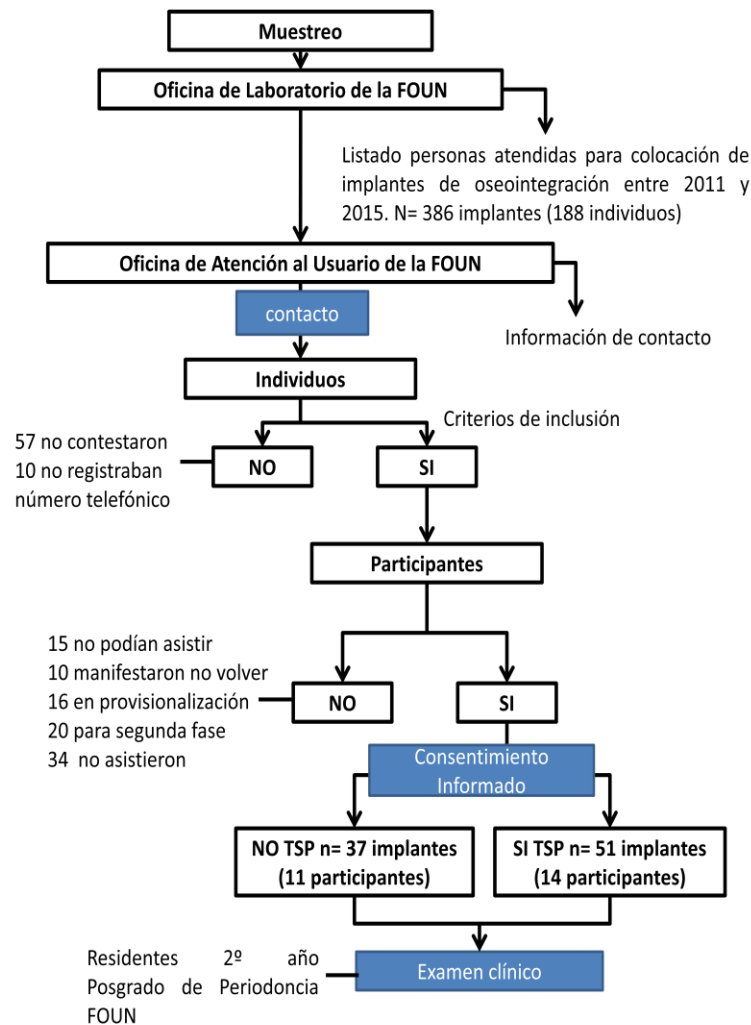 Muestreo
Oficina de Laboratorio de la FOUN
Listado personas atendidas para colocación de
implantes de oseointegración entre 2011 y
2015. N= 386 implantes (188 individuos)
Oficina de Atención al Usuario de la FOUN
contacto
Información de contacto
Individuos
Criterios de inclusión
57 no contestaron
10 no registraban
número telefónico
NO
SI
Participantes
15 no podían asistir
10 manifestaron no volver
16 en provisionalización
20 para segunda fase
34 no asistieron
NO
SI
Consentimiento
Informado
NO TSP n= 37 implantes
(11 participantes)
SI TSP n= 51 implantes
(14 participantes)
Residentes 2º año
Posgrado de Periodoncia
FOUN
Examen clínico